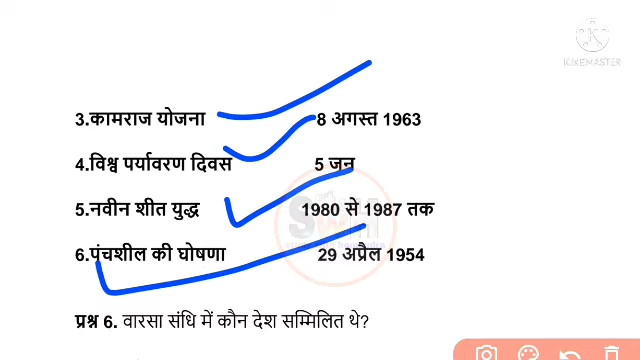 KINEMASTER
3.कामराज योजना 8 अगस्त 1963
4.विश्व पर्यावरण दिवस 5 जन
5.नवीन शीत युद्ध 1980 से 1987 तक
6.पंचशील की घोषणा 29 अप्रैल 1954
प्रश्न 6. वारसा संधि में कौन देश सम्मिलित थे?